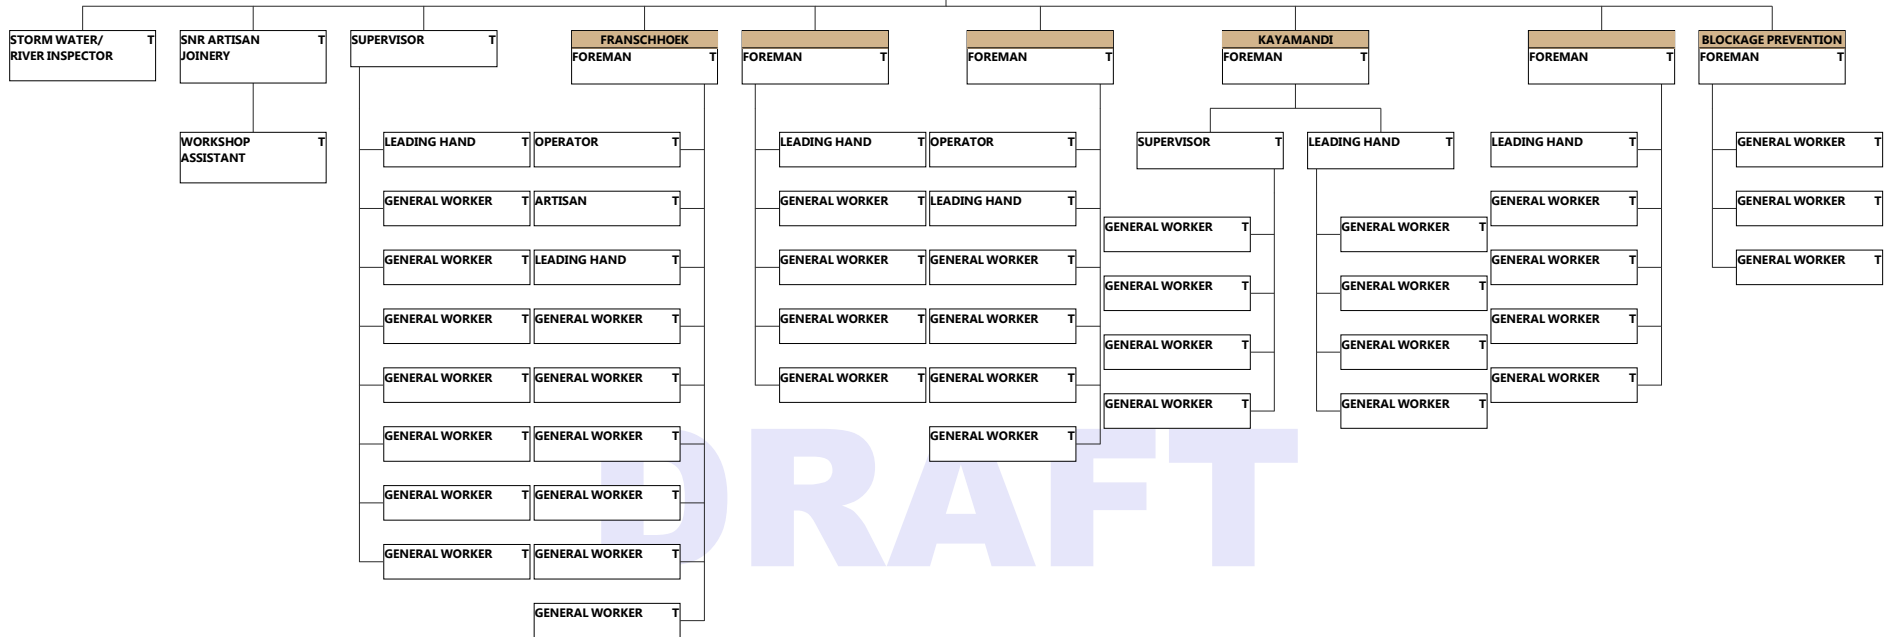 STORM WATER/ T
RIVER INSPECTOR
SNR ARTISAN T
JOINERY
SUPERVISOR T
FRANSCHHOEK
FOREMAN T
FOREMAN T
FOREMAN T
KAYAMANDI
FOREMAN T
FOREMAN T
BLOCKAGE PREVENTION
FOREMAN T
WORKSHOP T
ASSISTANT
LEADING HAND T
GENERAL WORKER T
GENERAL WORKER T
GENERAL WORKER T
GENERAL WORKER T
GENERAL WORKER T
GENERAL WORKER T
GENERAL WORKER T
OPERATOR T
ARTISAN T
LEADING HAND T
GENERAL WORKER T
GENERAL WORKER T
GENERAL WORKER T
GENERAL WORKER T
GENERAL WORKER T
GENERAL WORKER T
LEADING HAND T
GENERAL WORKER T
GENERAL WORKER T
GENERAL WORKER T
GENERAL WORKER T
OPERATOR T
LEADING HAND T
GENERAL WORKER T
GENERAL WORKER T
GENERAL WORKER T
GENERAL WORKER T
SUPERVISOR T
GENERAL WORKER T
GENERAL WORKER T
GENERAL WORKER T
GENERAL WORKER T
LEADING HAND T
GENERAL WORKER T
GENERAL WORKER T
GENERAL WORKER T
GENERAL WORKER T
LEADING HAND T
GENERAL WORKER T
GENERAL WORKER T
GENERAL WORKER T
GENERAL WORKER T
GENERAL WORKER T
GENERAL WORKER T
GENERAL WORKER T
DRAFT